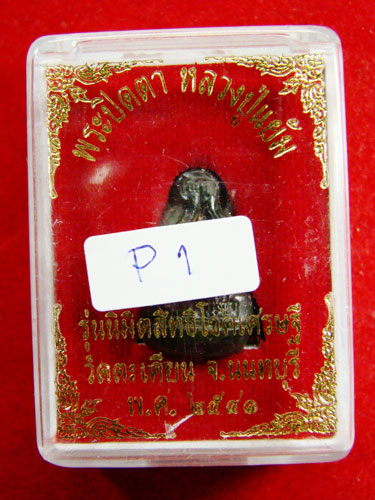 พระปิดตา หลวงปู่แย้ม
P 1
รุ่นนิมิตสิทธิโชคเศรษฐี
วัดตะเคียน จ.นนทบุรี
พ.ศ. ๒๕๔๑